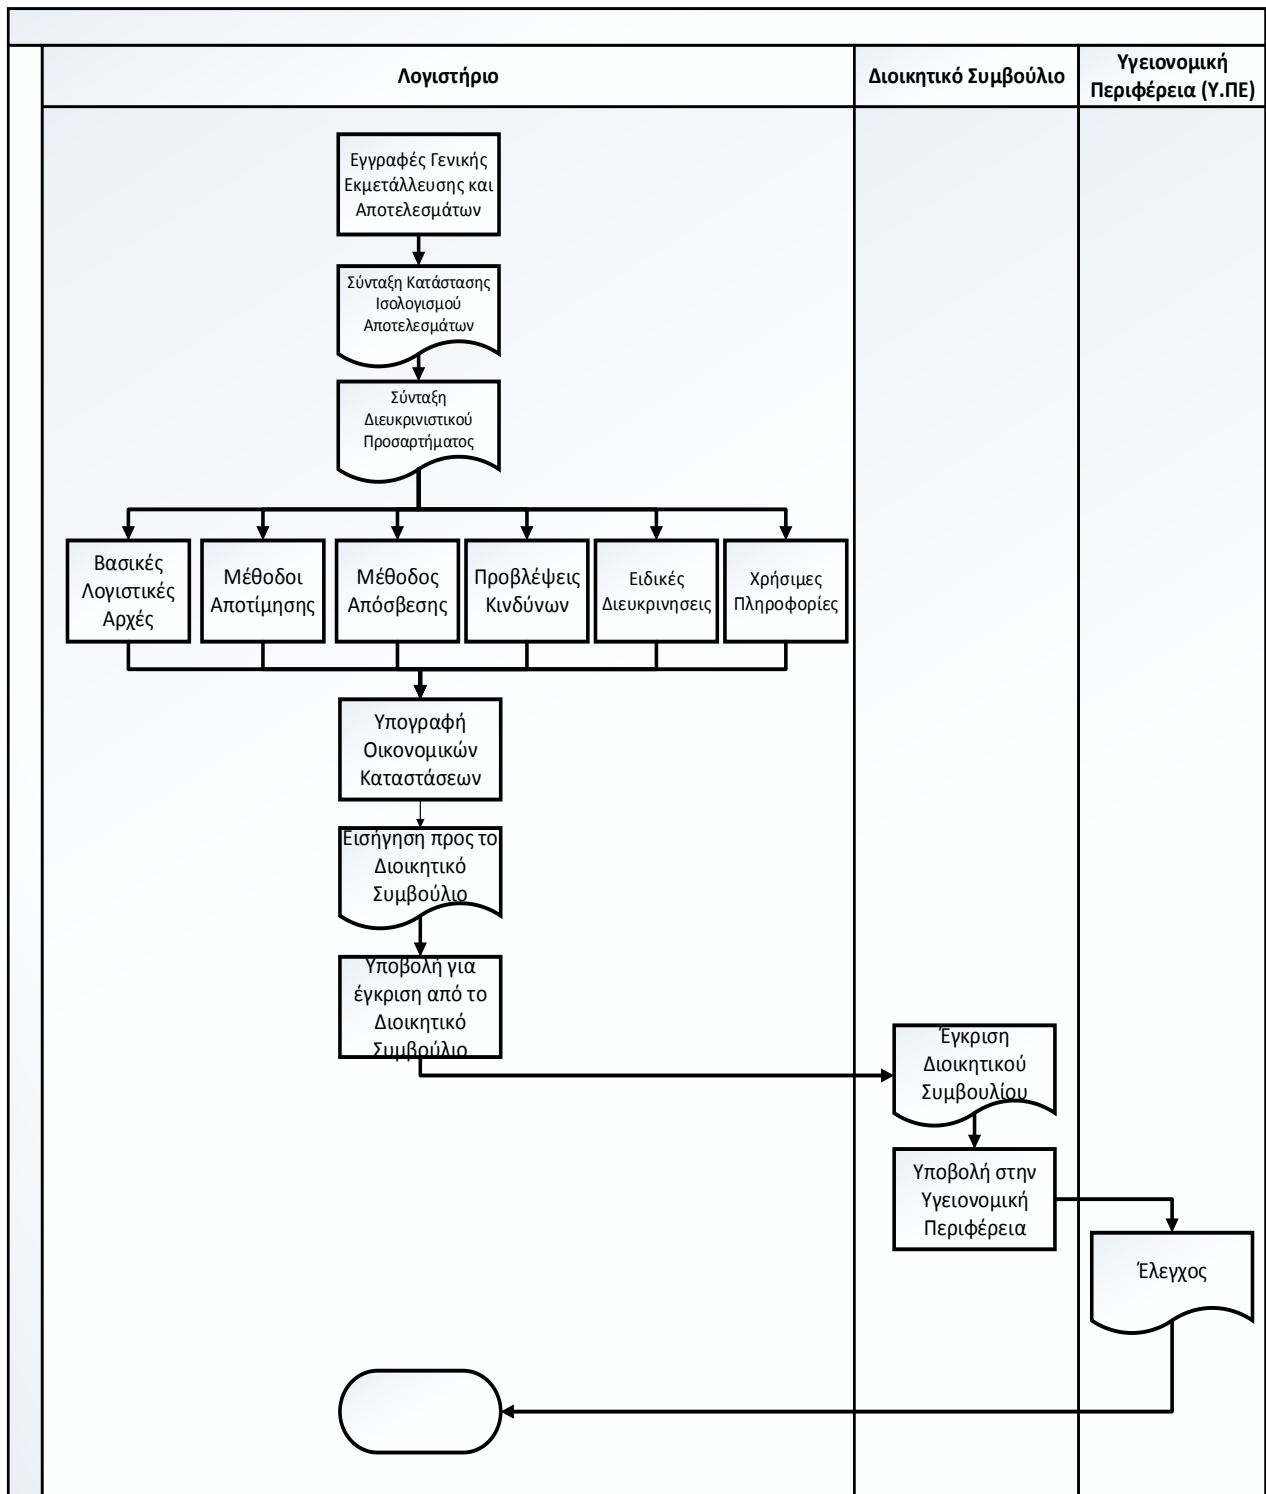 Λογιστήριο
Διοικητικό Συμβούλιο
Υγειονομική
Περιφέρεια (Υ.ΠΕ)
Εγγραφές Γενικής
Εκμετάλλευσης και
Αποτελεσμάτων
Σύνταξη Κατάστασης
Ισολογισμού
Αποτελεσμάτων
Σύνταξη
Διευκρινιστικού
Προσαρτήματος
Βασικές
Λογιστικές
Αρχές
Μέθοδοι
Αποτίμησης
Μέθοδος
Απόσβεσης
Προβλέψεις
Κινδύνων
Ειδικές
Διευκρινησεις
Χρήσιμες
Πληροφορίες
Υπογραφή
Οικονομικών
Καταστάσεων
Εισήγηση προς το
Διοικητικό
Συμβούλιο
Υποβολή για
έγκριση από το
Διοικητικό
Συμβούλιο
Έγκριση
Διοικητικού
Συμβουλίου
Υποβολή στην
Υγειονομική
Περιφέρεια
Έλεγχος